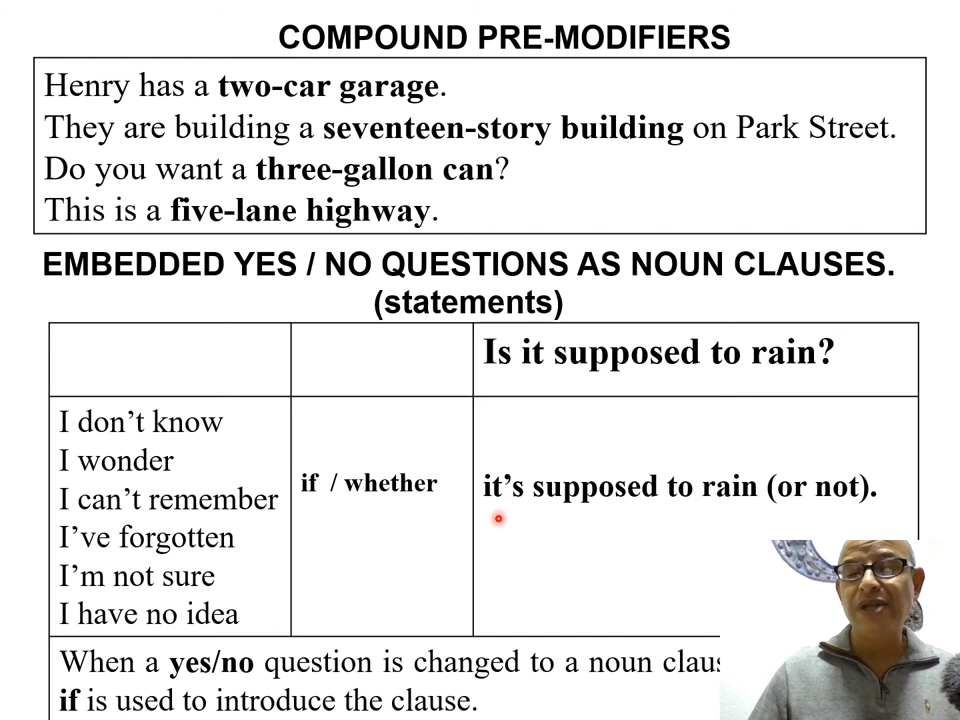 COMPOUND PRE-MODIFIERS
Henry has a two-car garage.
They are building a seventeen-story building on Park Street.
Do you want a three-gallon can?
This is a five-lane highway.
EMBEDDED YES / NO QUESTIONS AS NOUN CLAUSES.
(statements)
Is it supposed to rain?
I don’t know
I wonder
I can’t remember
I’ve forgotten
I’m not sure
I have no idea
if / whether
it’s supposed to rain (or not).
When a yes/no question is changed to a noun
if is used to introduce the clause.